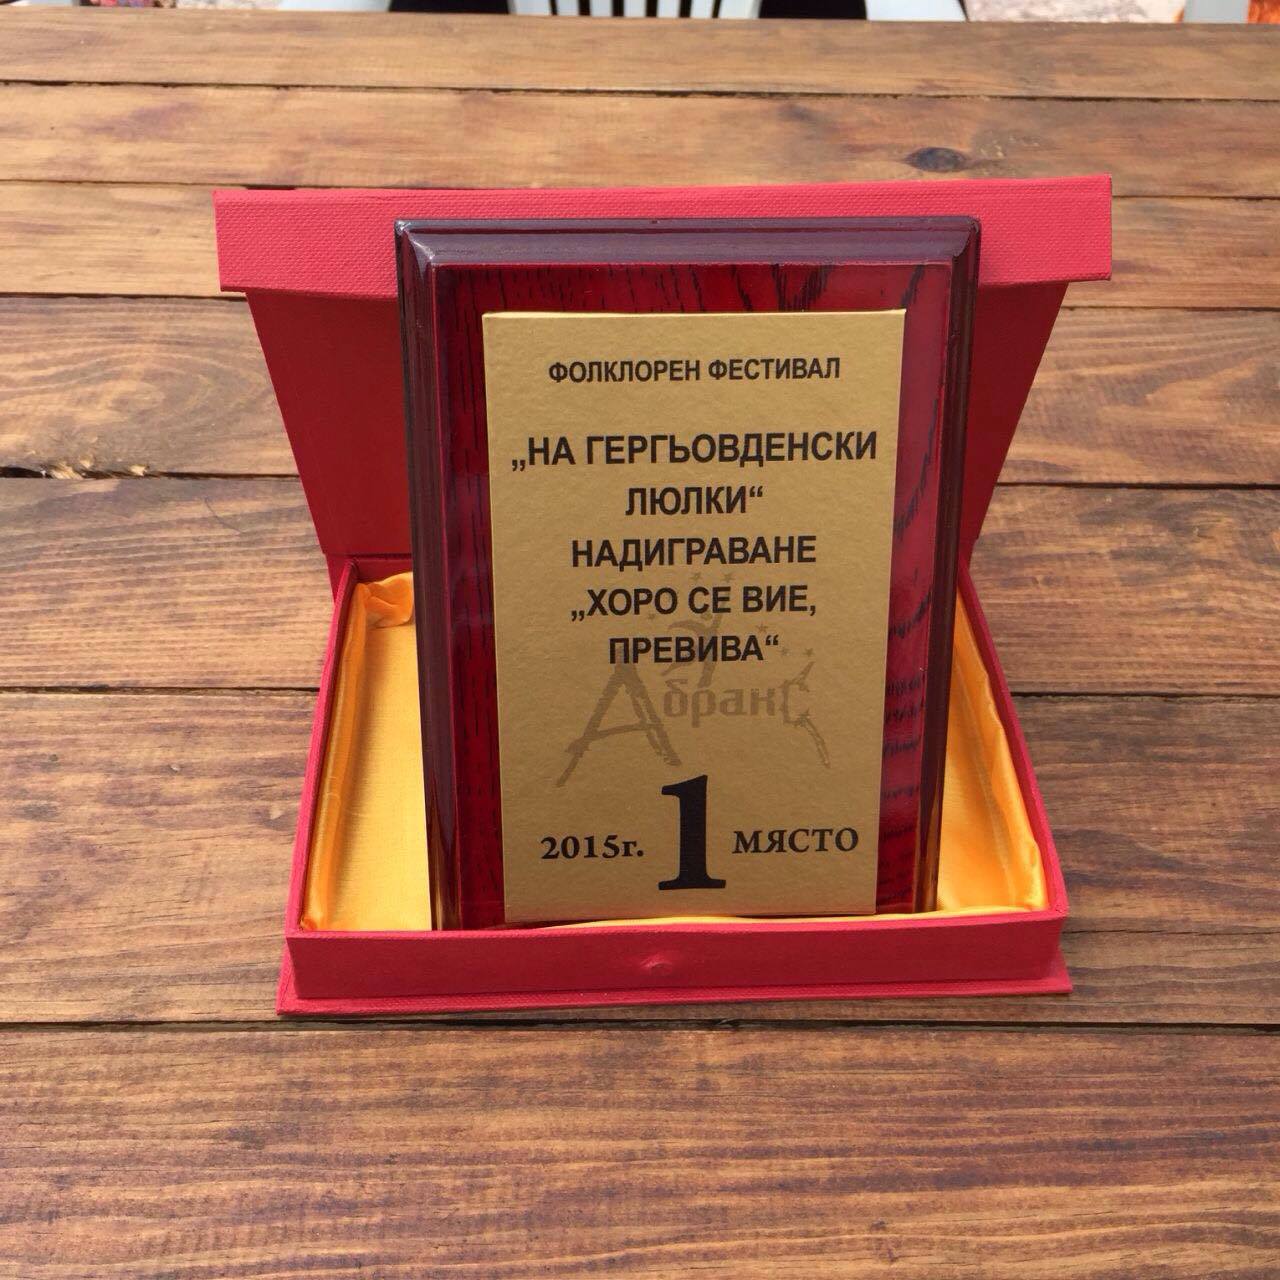 ФОЛКЛОРЕН ФЕСТИВАЛ
„НА ГЕРГЬОВДЕНСКИ
ЛЮЛКИ“
НАДИГРАВАНЕ
„ХОРО СЕ ВИЕ,
ПРЕВИВА“
Абракс
2015г. 1 МЯСТО